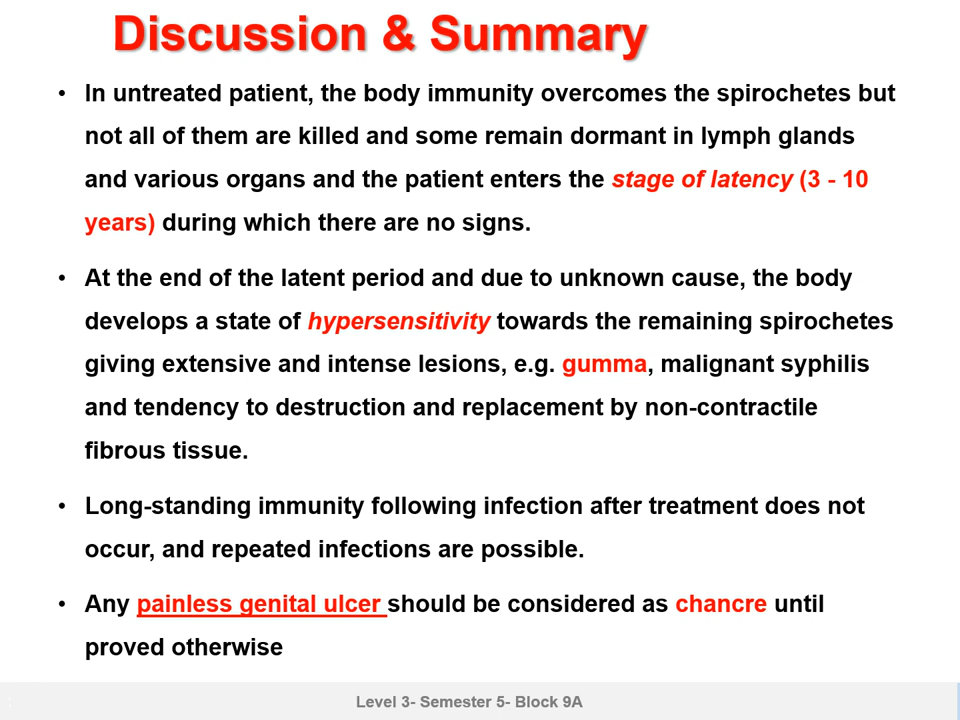 Discussion & Summary
• In untreated patient, the body immunity overcomes the spirochetes but
not all of them are killed and some remain dormant in lymph glands
and various organs and the patient enters the stage of latency (3 - 10
years) during which there are no signs.
• At the end of the latent period and due to unknown cause, the body
develops a state of hypersensitivity towards the remaining spirochetes
giving extensive and intense lesions, e.g. gumma, malignant syphilis
and tendency to destruction and replacement by non-contractile
fibrous tissue.
• Long-standing immunity following infection after treatment does not
occur, and repeated infections are possible.
• Any painless genital ulcer should be considered as chancre until
proved otherwise
Level 3- Semester 5- Block 9A